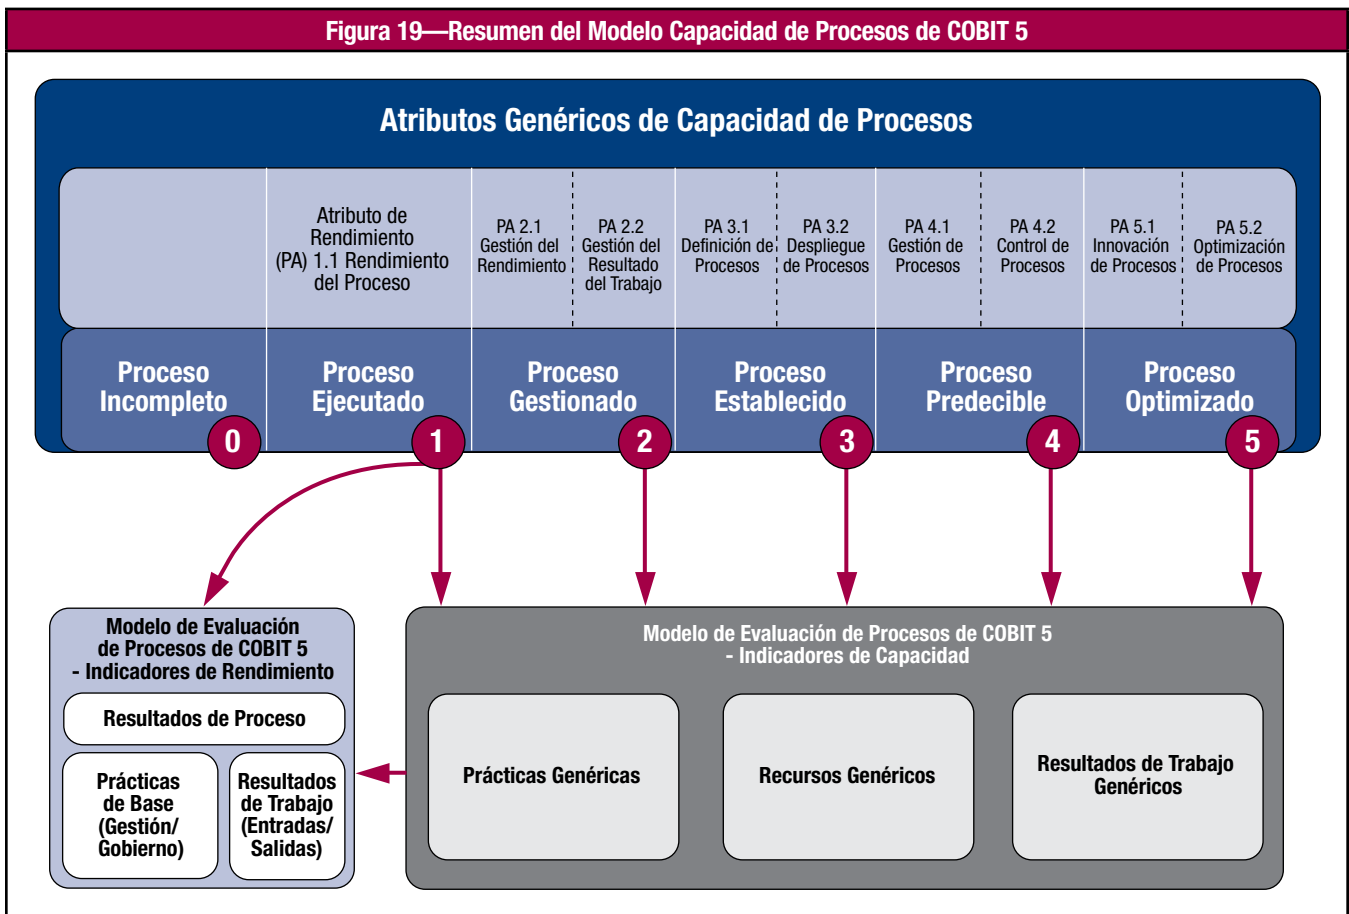 Figura 19—Resumen del Modelo Capacidad de Procesos de COBIT 5
Atributos Genéricos de Capacidad de Procesos
Atributo de
Rendimiento
(PA) 1.1 Rendimiento
del Proceso
PA 2.1
Gestión del
Rendimiento
PA 2.2
Gestión del
Resultado
del Trabajo
PA 3.1
Definición de
Procesos
PA 3.2
Despliegue
de Procesos
PA 4.1
Gestión de
Procesos
PA 4.2
Control de
Procesos
PA 5.1
Innovación
de Procesos
PA 5.2
Optimización
de Procesos
Proceso
Incompleto
0
Proceso
Ejecutado
1
Proceso
Gestionado
2
Proceso
Establecido
3
Proceso
Predecible
4
Proceso
Optimizado
5
Modelo de Evaluación
de Procesos de COBIT 5
- Indicadores de Rendimiento
Resultados de Proceso
Prácticas
de Base
(Gestión/
Gobierno)
Resultados
de Trabajo
(Entradas/
Salidas)
Modelo de Evaluación de Procesos de COBIT 5
- Indicadores de Capacidad
Prácticas Genéricas
Recursos Genéricos
Resultados de Trabajo
Genéricos